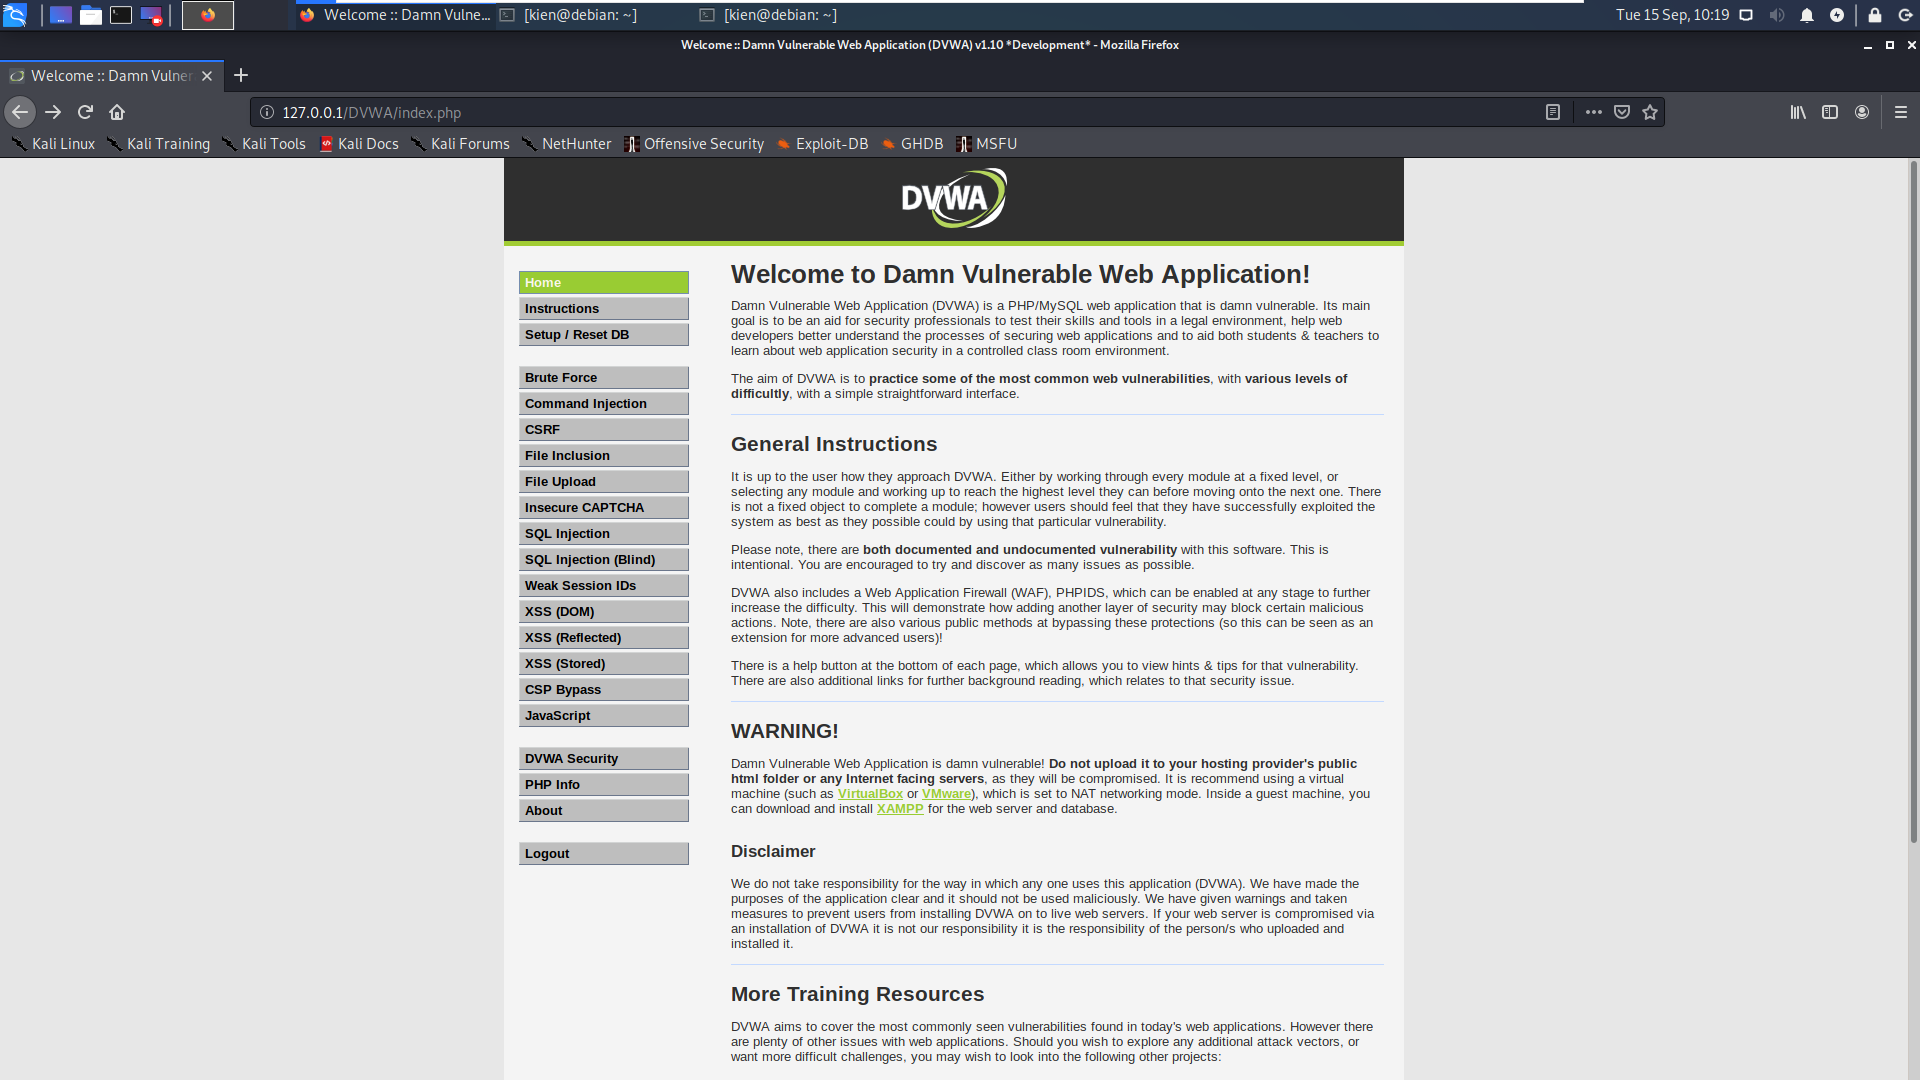 Welcome :: Damn Vulne...
[kien@debian: ~]
[kien@debian: ~]
Tue 15 Sep, 10:19
Welcome :: Damn Vulnerable Web Application (DVWA) v1.10 *Development* - Mozilla Firefox
Welcome :: Damn Vulner
127.0.0.1/DVWA/index.php
Kali Linux
Kali Training
Kali Tools
Kali Docs
Kali Forums
NetHunter
Offensive Security
Exploit-DB
GHDB
MSFU
DVWA
Home
Instructions
Setup / Reset DB
Brute Force
Command Injection
CSRF
File Inclusion
File Upload
Insecure CAPTCHA
SQL Injection
SQL Injection (Blind)
Weak Session IDs
XSS (DOM)
XSS (Reflected)
XSS (Stored)
CSP Bypass
JavaScript
DVWA Security
PHP Info
About
Logout
Welcome to Damn Vulnerable Web Application!
Damn Vulnerable Web Application (DVWA) is a PHP/MySQL web application that is damn vulnerable. Its main
goal is to be an aid for security professionals to test their skills and tools in a legal environment, help web
developers better understand the processes of securing web applications and to aid both students & teachers to
learn about web application security in a controlled class room environment.
The aim of DVWA is to practice some of the most common web vulnerabilities, with various levels of
difficultly, with a simple straightforward interface.
General Instructions
It is up to the user how they approach DVWA. Either by working through every module at a fixed level, or
selecting any module and working up to reach the highest level they can before moving onto the next one. There
is not a fixed object to complete a module; however users should feel that they have successfully exploited the
system as best as they possible could by using that particular vulnerability.
Please note, there are both documented and undocumented vulnerability with this software. This is
intentional. You are encouraged to try and discover as many issues as possible.
DVWA also includes a Web Application Firewall (WAF), PHPIDS, which can be enabled at any stage to further
increase the difficulty. This will demonstrate how adding another layer of security may block certain malicious
actions. Note, there are also various public methods at bypassing these protections (so this can be seen as an
extension for more advanced users)!
There is a help button at the bottom of each page, which allows you to view hints & tips for that vulnerability.
There are also additional links for further background reading, which relates to that security issue.
WARNING!
Damn Vulnerable Web Application is damn vulnerable! Do not upload it to your hosting provider's public
html folder or any Internet facing servers, as they will be compromised. It is recommend using a virtual
machine (such as VirtualBox or VMware), which is set to NAT networking mode. Inside a guest machine, you
can download and install XAMPP for the web server and database.
Disclaimer
We do not take responsibility for the way in which any one uses this application (DVWA). We have made the
purposes of the application clear and it should not be used maliciously. We have given warnings and taken
measures to prevent users from installing DVWA on to live web servers. If your web server is compromised via
an installation of DVWA it is not our responsibility it is the responsibility of the person/s who uploaded and
installed it.
More Training Resources
DVWA aims to cover the most commonly seen vulnerabilities found in today's web applications. However there
are plenty of other issues with web applications. Should you wish to explore any additional attack vectors, or
want more difficult challenges, you may wish to look into the following other projects: